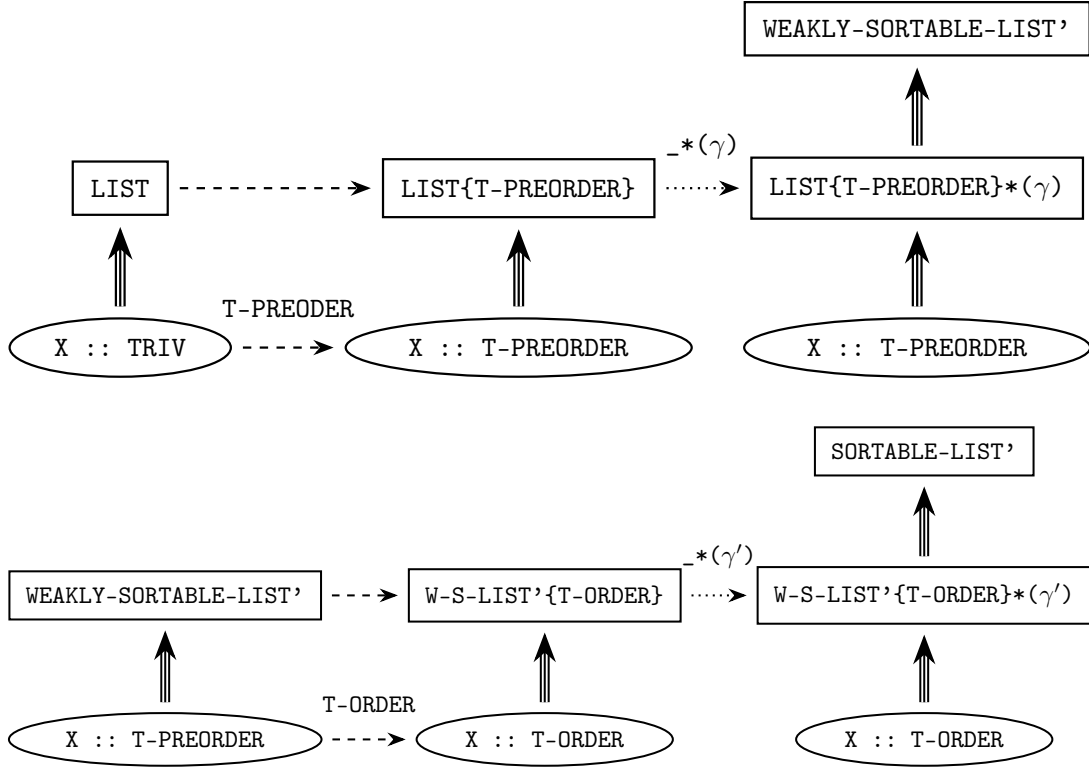 WEAKLY-SORTABLE-LIST’
_*(γ)
LIST
LIST{T-PREORDER}
LIST{T-PREORDER}*(γ)
T-PREODER
X :: TRIV
X :: T-PREORDER
X :: T-PREORDER
SORTABLE-LIST’
_*(γ′)
WEAKLY-SORTABLE-LIST’
W-S-LIST’{T-ORDER}
W-S-LIST’{T-ORDER}*(γ′)
T-ORDER
X :: T-PREORDER
X :: T-ORDER
X :: T-ORDER